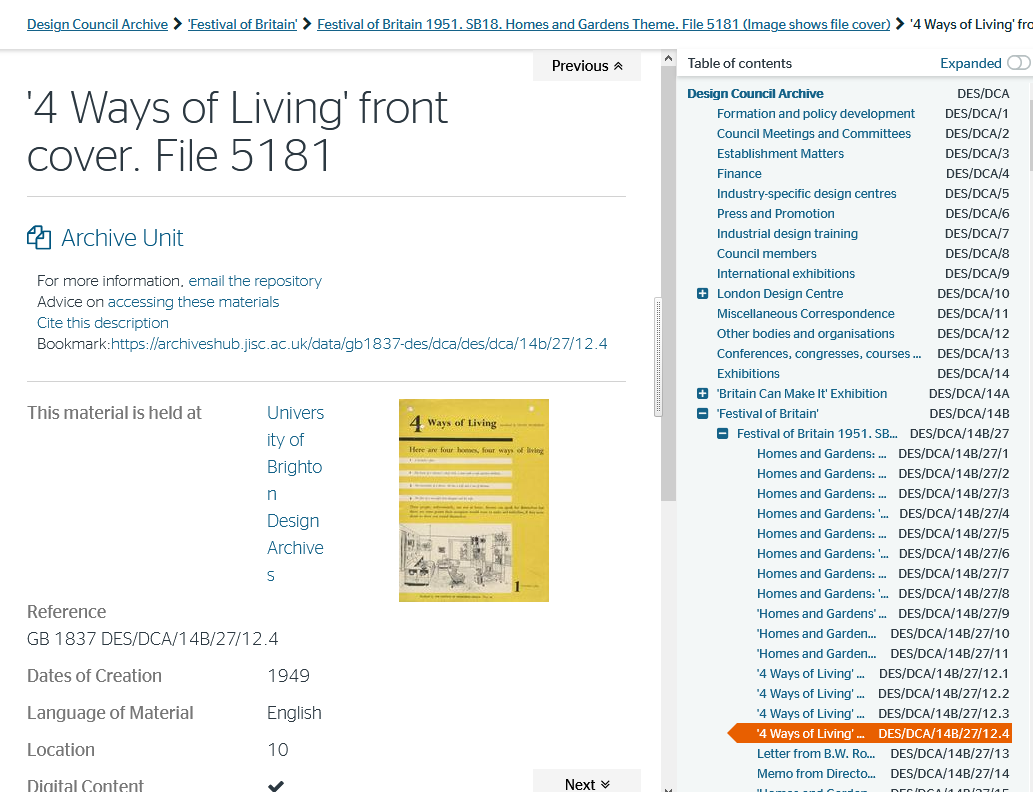 Design Council Archive > 'Festival of Britain' > Festival of Britain 1951. SB18. Homes and Gardens Theme. File 5181 (Image shows file cover) > '4 Ways of Living' fro
Previous
'4 Ways of Living' front
cover. File 5181
Archive Unit
For more information, email the repository
Advice on accessing these materials
Cite this description
Bookmark:https://archiveshub.jisc.ac.uk/data/gb1837-des/dca/des/dca/14b/27/12.4
This material is held at
Univers
ity of
Brighto
n
Design
Archive
s
4 Ways of Living
Here are four homes, four ways of living
1
Reference
GB 1837 DES/DCA/14B/27/12.4
Dates of Creation 1949
Language of Material English
Location 10
Digital Content
Next
Table of contents Expanded
Design Council Archive DES/DCA
Formation and policy development DES/DCA/1
Council Meetings and Committees DES/DCA/2
Establishment Matters DES/DCA/3
Finance DES/DCA/4
Industry-specific design centres DES/DCA/5
Press and Promotion DES/DCA/6
Industrial design training DES/DCA/7
Council members DES/DCA/8
International exhibitions DES/DCA/9
London Design Centre DES/DCA/10
Miscellaneous Correspondence DES/DCA/11
Other bodies and organisations DES/DCA/12
Conferences, congresses, courses ... DES/DCA/13
Exhibitions DES/DCA/14
'Britain Can Make It' Exhibition DES/DCA/14A
'Festival of Britain' DES/DCA/14B
Festival of Britain 1951. SB... DES/DCA/14B/27
Homes and Gardens: ... DES/DCA/14B/27/1
Homes and Gardens: ... DES/DCA/14B/27/2
Homes and Gardens: ... DES/DCA/14B/27/3
Homes and Gardens: '... DES/DCA/14B/27/4
Homes and Gardens: ... DES/DCA/14B/27/5
Homes and Gardens: '... DES/DCA/14B/27/6
Homes and Gardens: ... DES/DCA/14B/27/7
Homes and Gardens: '... DES/DCA/14B/27/8
'Homes and Gardens' ... DES/DCA/14B/27/9
'Homes and Garden... DES/DCA/14B/27/10
'Homes and Garden... DES/DCA/14B/27/11
'4 Ways of Living' ... DES/DCA/14B/27/12.1
'4 Ways of Living' ... DES/DCA/14B/27/12.2
'4 Ways of Living' ... DES/DCA/14B/27/12.3
'4 Ways of Living' ... DES/DCA/14B/27/12.4
Letter from B.W. Ro... DES/DCA/14B/27/13
Memo from Directo... DES/DCA/14B/27/14
'Homes and Garden... DES/DCA/14B/27/15